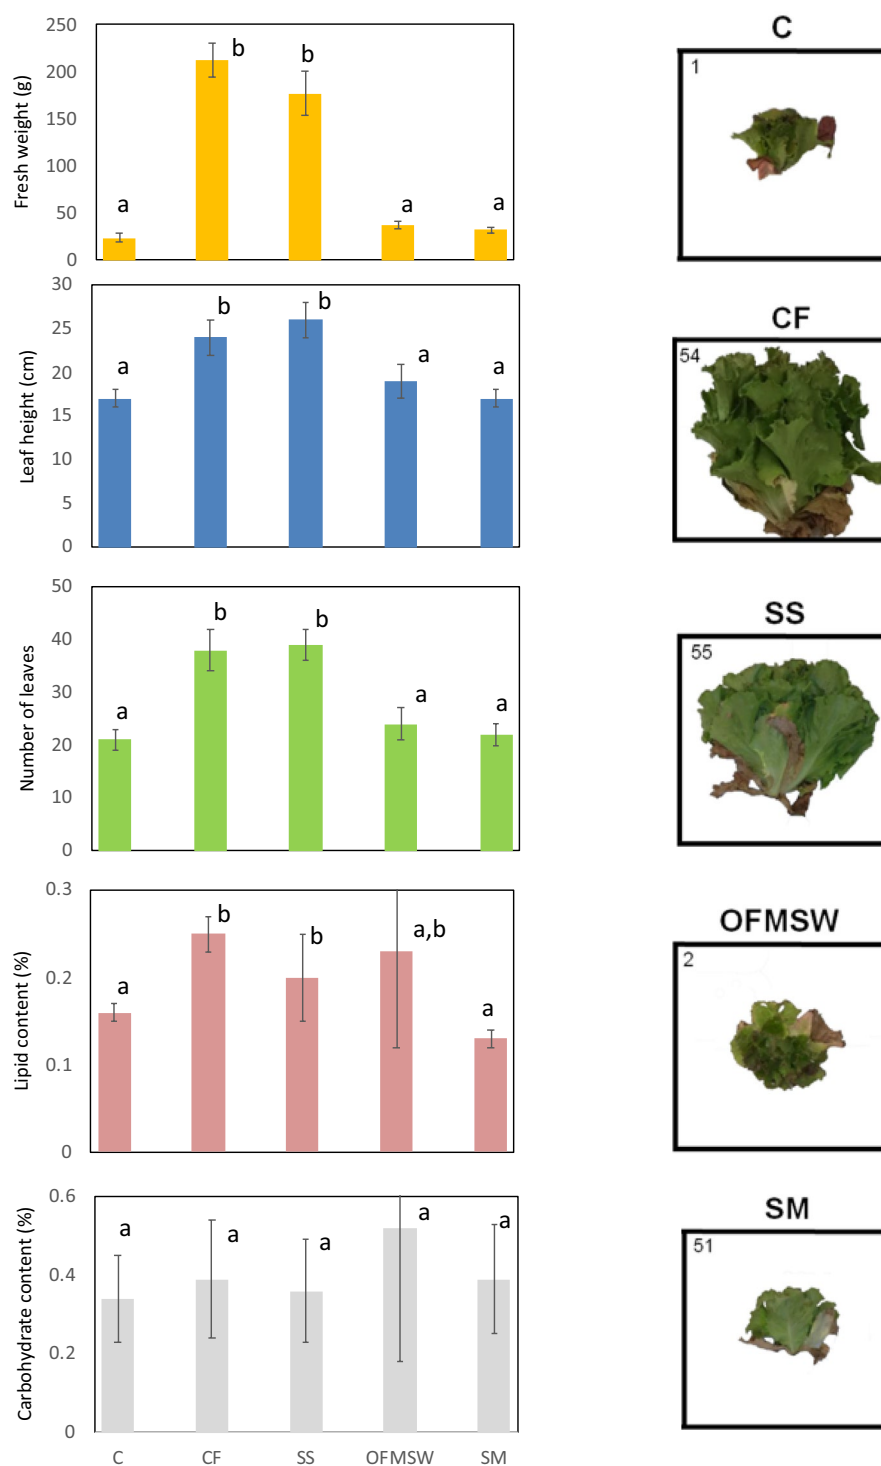 Fresh weight (g)
250
200
150
100
50
0
a
b
b
a
a
Leaf height (cm)
30
25
20
15
10
5
0
a
b
b
a
a
Number of leaves
50
40
30
20
10
0
a
b
b
a
a
Lipid content (%)
0.3
0.2
0.1
0
a
b
b
a,b
a
Carbohydrate content (%)
0.6
0.4
0.2
0
a
a
a
a
a
C CF SS OFMSW SM
C
1
CF
54
SS
55
OFMSW
2
SM
51